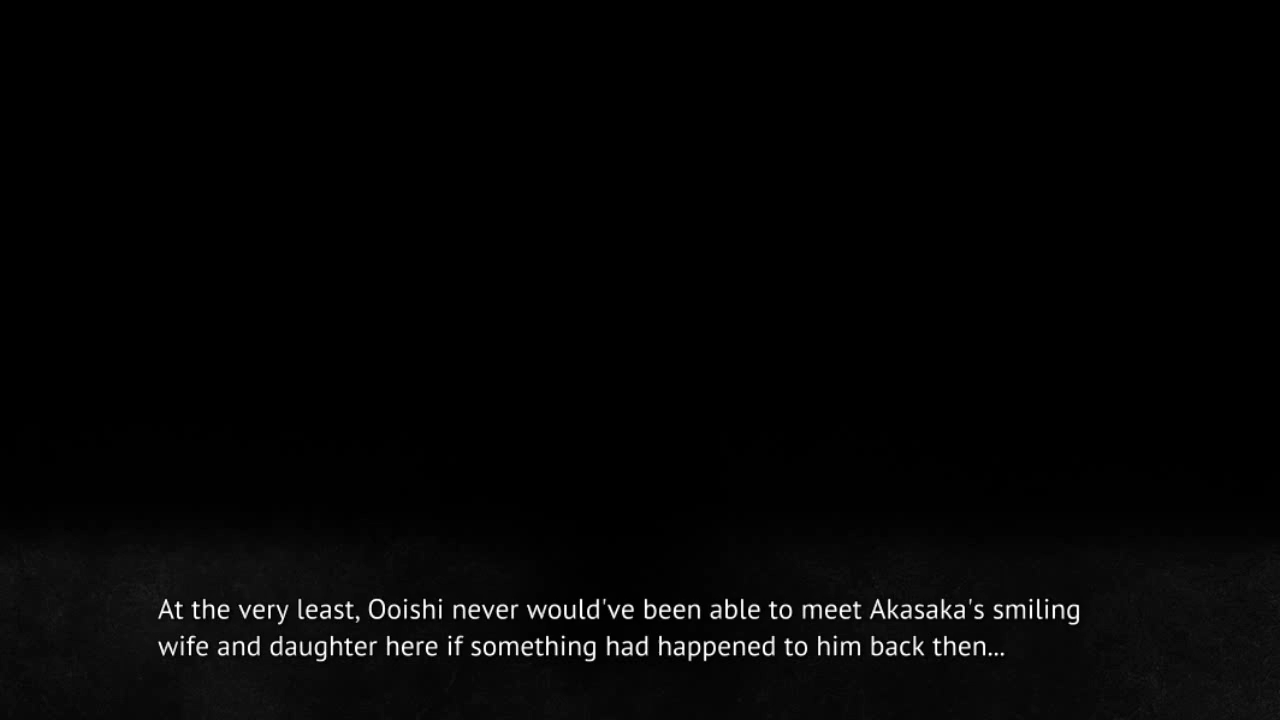 At the very least, Ooishi never would've been able to meet Akasaka's smiling
wife and daughter here if something had happened to him back then...